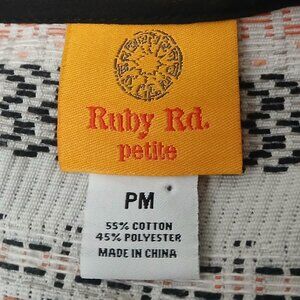 Ruby Rd.
petite
PM
55% COTTON
45% POLYESTER
MADE IN CHINA